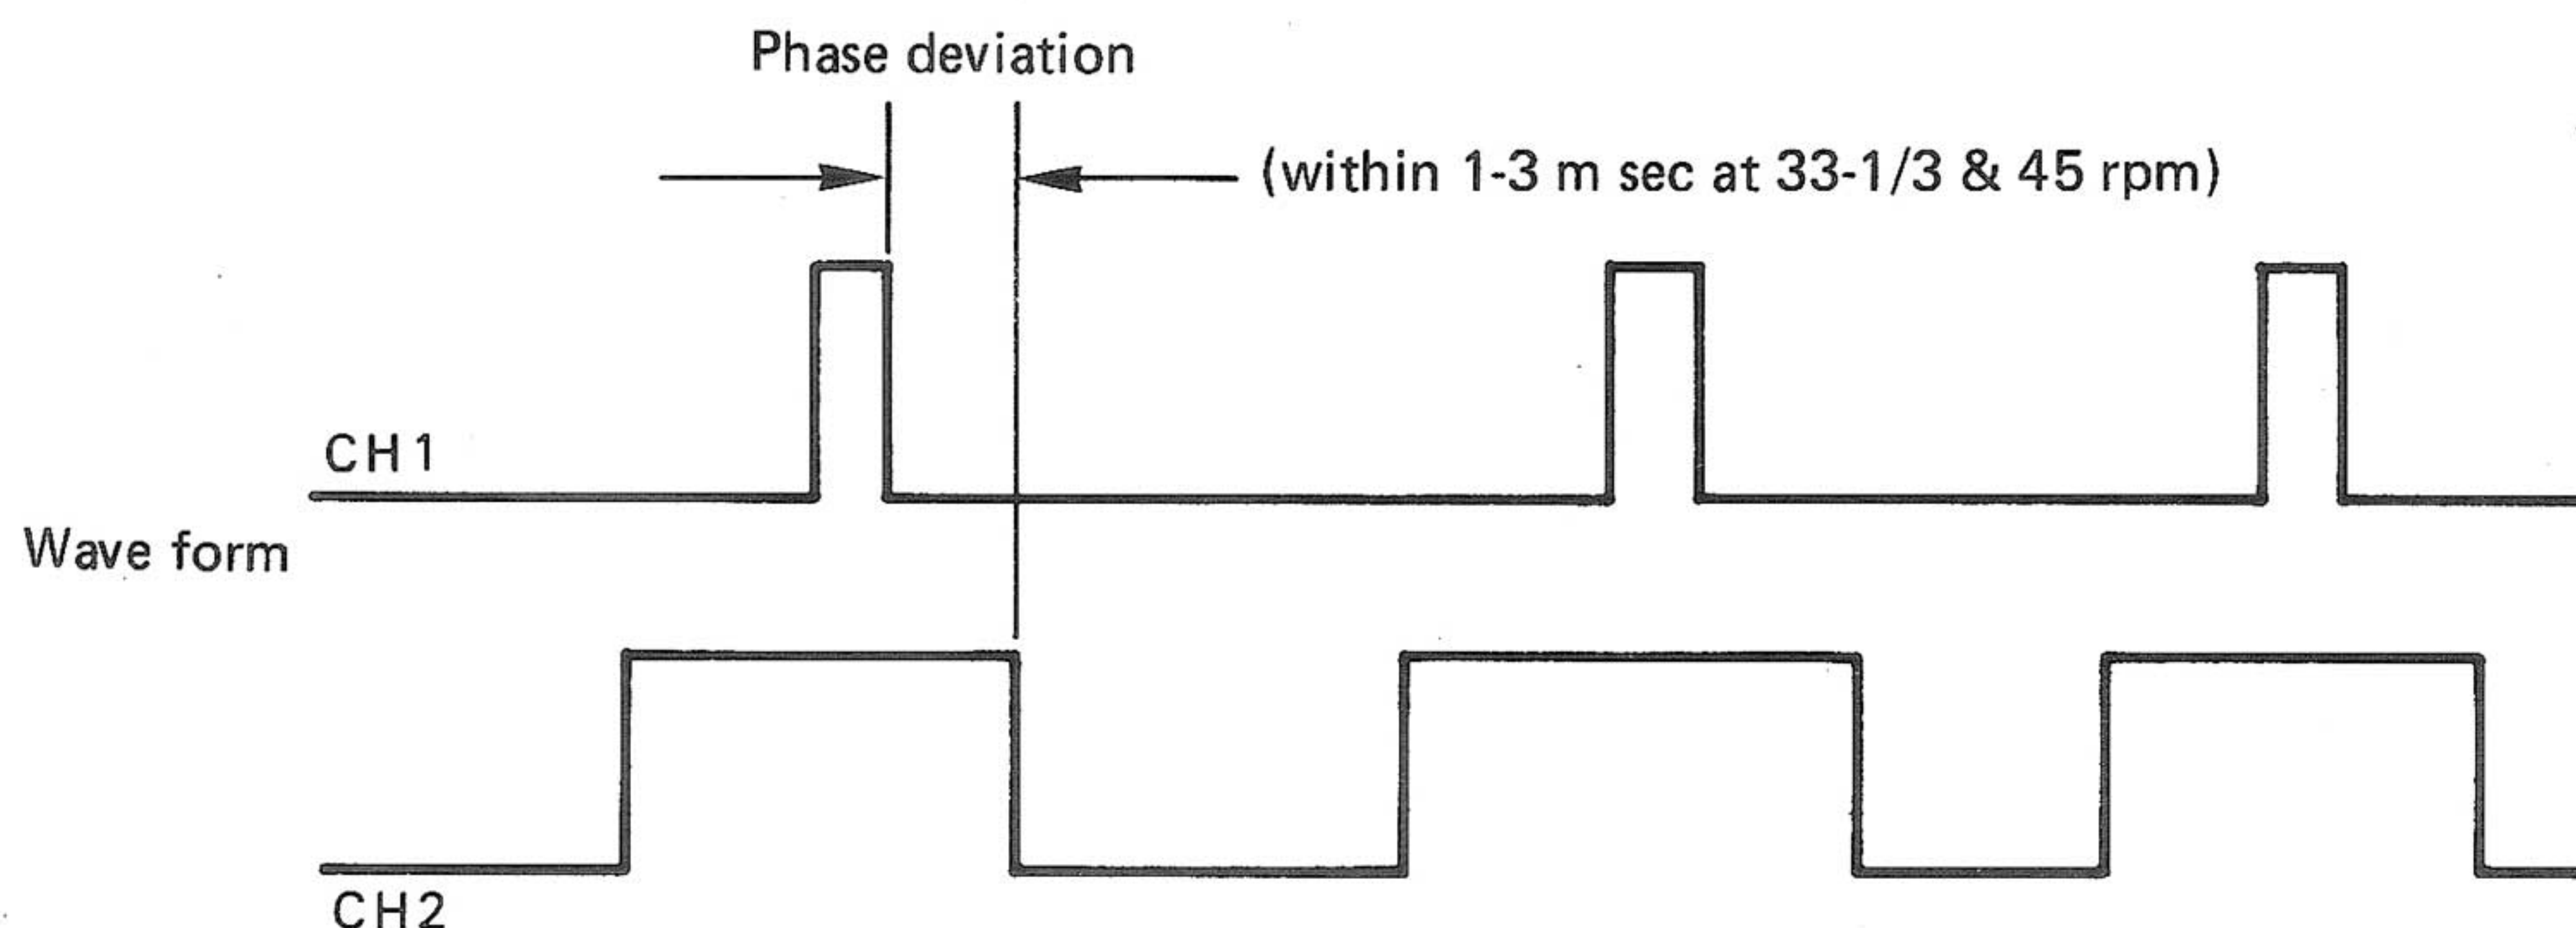 Phase deviation
(within 1-3 m sec at 33-1/3 & 45 rpm)
CH1
Wave form
CH2